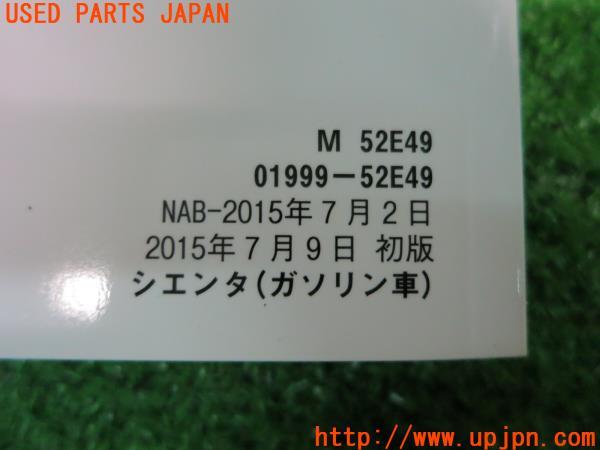 USED PARTS JAPAN
M 52E49
01999-52E49
NAB-2015年7月2日
2015年7月9日 初版
シエンタ(ガソリン車)
http://www.upjpn.com/